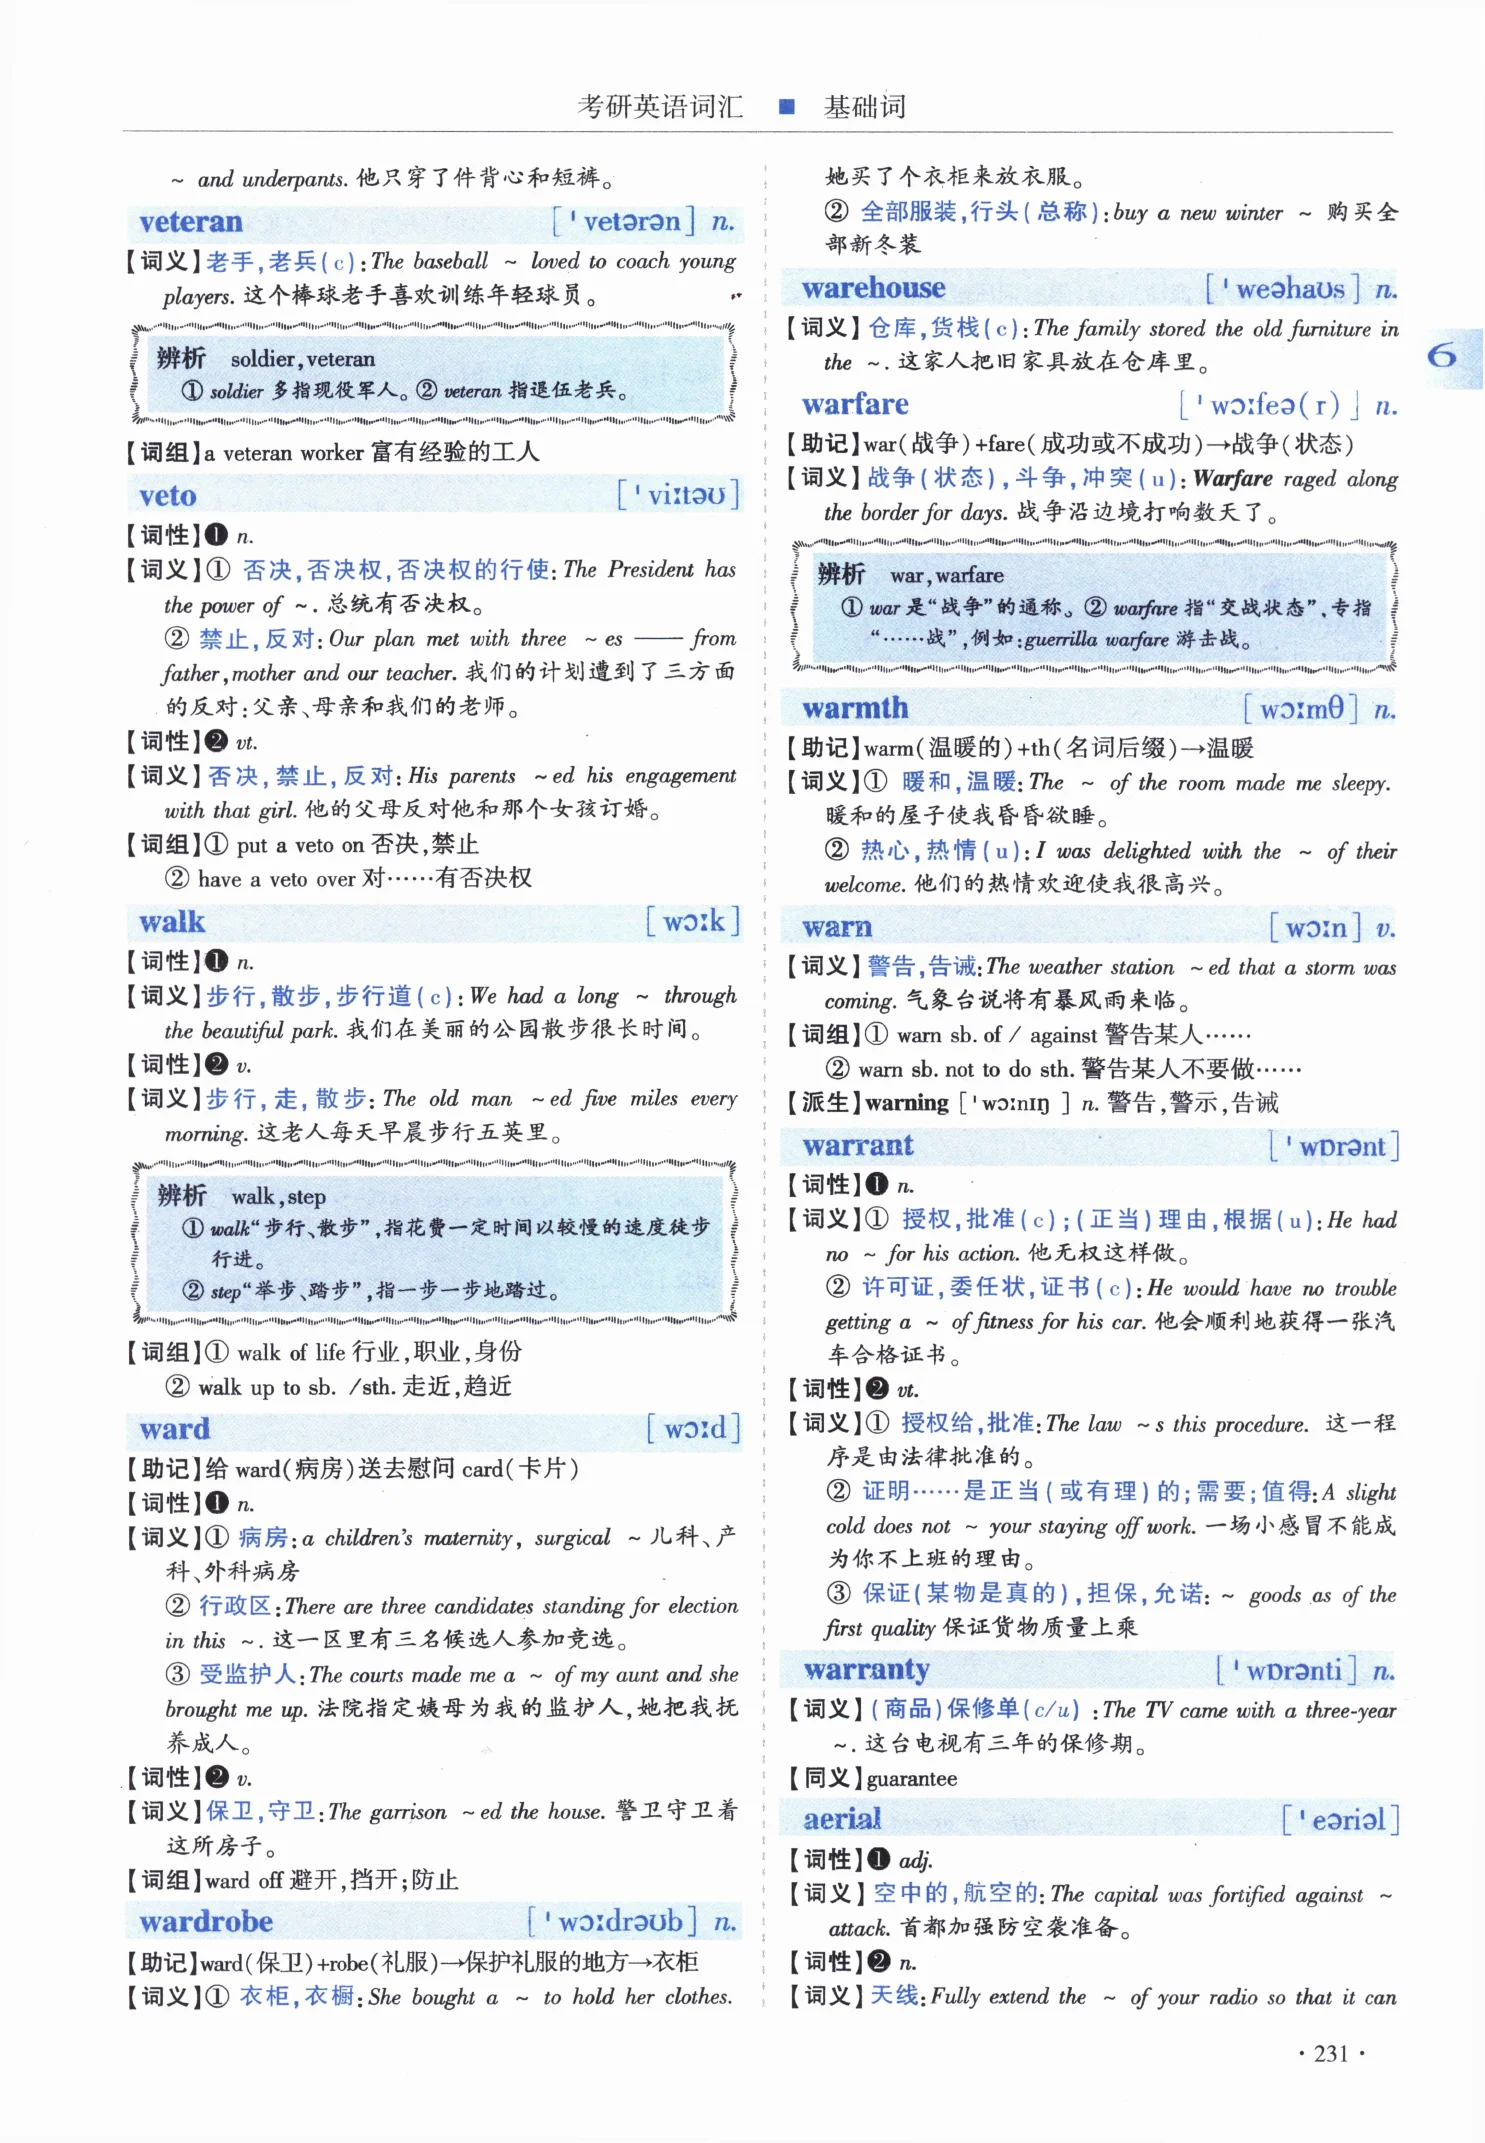 考研英语词汇 ■ 基础词
~ and underpants. 他只穿了件背心和短裤。
veteran [ˈvetərən] n.
【词义】老手,老兵(c):The baseball ~ loved to coach young
players. 这个棒球老手喜欢训练年轻球员。
辨析 soldier,veteran
① soldier 多指现役军人。② veteran 指退伍老兵。
【词组】a veteran worker 富有经验的工人
veto [ˈviːtəʊ]
【词性】❶ n.
【词义】① 否决,否决权,否决权的行使:The President has
the power of ~. 总统有否决权。
② 禁止,反对:Our plan met with three ~es —— from
father,mother and our teacher. 我们的计划遭到了三方面
的反对:父亲、母亲和我们的老师。
【词性】❷ vt.
【词义】否决,禁止,反对:His parents ~ed his engagement
with that girl. 他的父母反对他和那个女孩订婚。
【词组】① put a veto on 否决,禁止
② have a veto over 对……有否决权
walk [wɔːk]
【词性】❶ n.
【词义】步行,散步,步行道(c):We had a long ~ through
the beautiful park. 我们在美丽的公园散步很长时间。
【词性】❷ v.
【词义】步行,走,散步:The old man ~ed five miles every
morning. 这老人每天早晨步行五英里。
辨析 walk,step
① walk“步行、散步”,指花费一定时间以较慢的速度徒步
行进。
② step“举步、踏步”,指一步一步地踏过。
【词组】① walk of life 行业,职业,身份
② walk up to sb. /sth. 走近,趋近
ward [wɔːd]
【助记】给 ward(病房)送去慰问 card(卡片)
【词性】❶ n.
【词义】① 病房:a children's maternity, surgical ~ 儿科、产
科、外科病房
② 行政区:There are three candidates standing for election
in this ~. 这一区里有三名候选人参加竞选。
③ 受监护人:The courts made me a ~ of my aunt and she
brought me up. 法院指定姨母为我的监护人,她把我抚
养成人。
【词性】❷ v.
【词义】保卫,守卫:The garrison ~ed the house. 警卫守卫着
这所房子。
【词组】ward off 避开,挡开;防止
wardrobe [ˈwɔːdrəʊb] n.
【助记】ward(保卫)+robe(礼服)→保护礼服的地方→衣柜
【词义】① 衣柜,衣橱:She bought a ~ to hold her clothes.
她买了个衣柜来放衣服。
② 全部服装,行头(总称):buy a new winter ~ 购买全
部新冬装
warehouse [ˈweəhaʊs] n.
【词义】仓库,货栈(c):The family stored the old furniture in
the ~. 这家人把旧家具放在仓库里。
warfare [ˈwɔːfeə(r)] n.
【助记】war(战争)+fare(成功或不成功)→战争(状态)
【词义】战争(状态),斗争,冲突(u):Warfare raged along
the border for days. 战争沿边境打响数天了。
辨析 war,warfare
① war 是“战争”的通称。② warfare 指“交战状态”,专指
“……战”,例如:guerrilla warfare 游击战。
warmth [wɔːmθ] n.
【助记】warm(温暖的)+th(名词后缀)→温暖
【词义】① 暖和,温暖:The ~ of the room made me sleepy.
暖和的屋子使我昏昏欲睡。
② 热心,热情(u):I was delighted with the ~ of their
welcome. 他们的热情欢迎使我很高兴。
warn [wɔːn] v.
【词义】警告,告诫:The weather station ~ed that a storm was
coming. 气象台说将有暴风雨来临。
【词组】① warn sb. of / against 警告某人……
② warn sb. not to do sth. 警告某人不要做……
【派生】warning [ˈwɔːnɪŋ] n. 警告,警示,告诫
warrant [ˈwɒrənt]
【词性】❶ n.
【词义】① 授权,批准(c);(正当)理由,根据(u):He had
no ~ for his action. 他无权这样做。
② 许可证,委任状,证书(c):He would have no trouble
getting a ~ of fitness for his car. 他会顺利地获得一张汽
车合格证书。
【词性】❷ vt.
【词义】① 授权给,批准:The law ~s this procedure. 这一程
序是由法律批准的。
② 证明……是正当(或有理)的;需要;值得:A slight
cold does not ~ your staying off work. 一场小感冒不能成
为你不上班的理由。
③ 保证(某物是真的),担保,允诺: ~ goods as of the
first quality 保证货物质量上乘
warranty [ˈwɒrənti] n.
【词义】(商品)保修单(c/u) :The TV came with a three-year
~. 这台电视有三年的保修期。
【同义】guarantee
aerial [ˈeəriəl]
【词性】❶ adj.
【词义】空中的,航空的:The capital was fortified against ~
attack. 首都加强防空袭准备。
【词性】❷ n.
【词义】天线:Fully extend the ~ of your radio so that it can
6
·231·